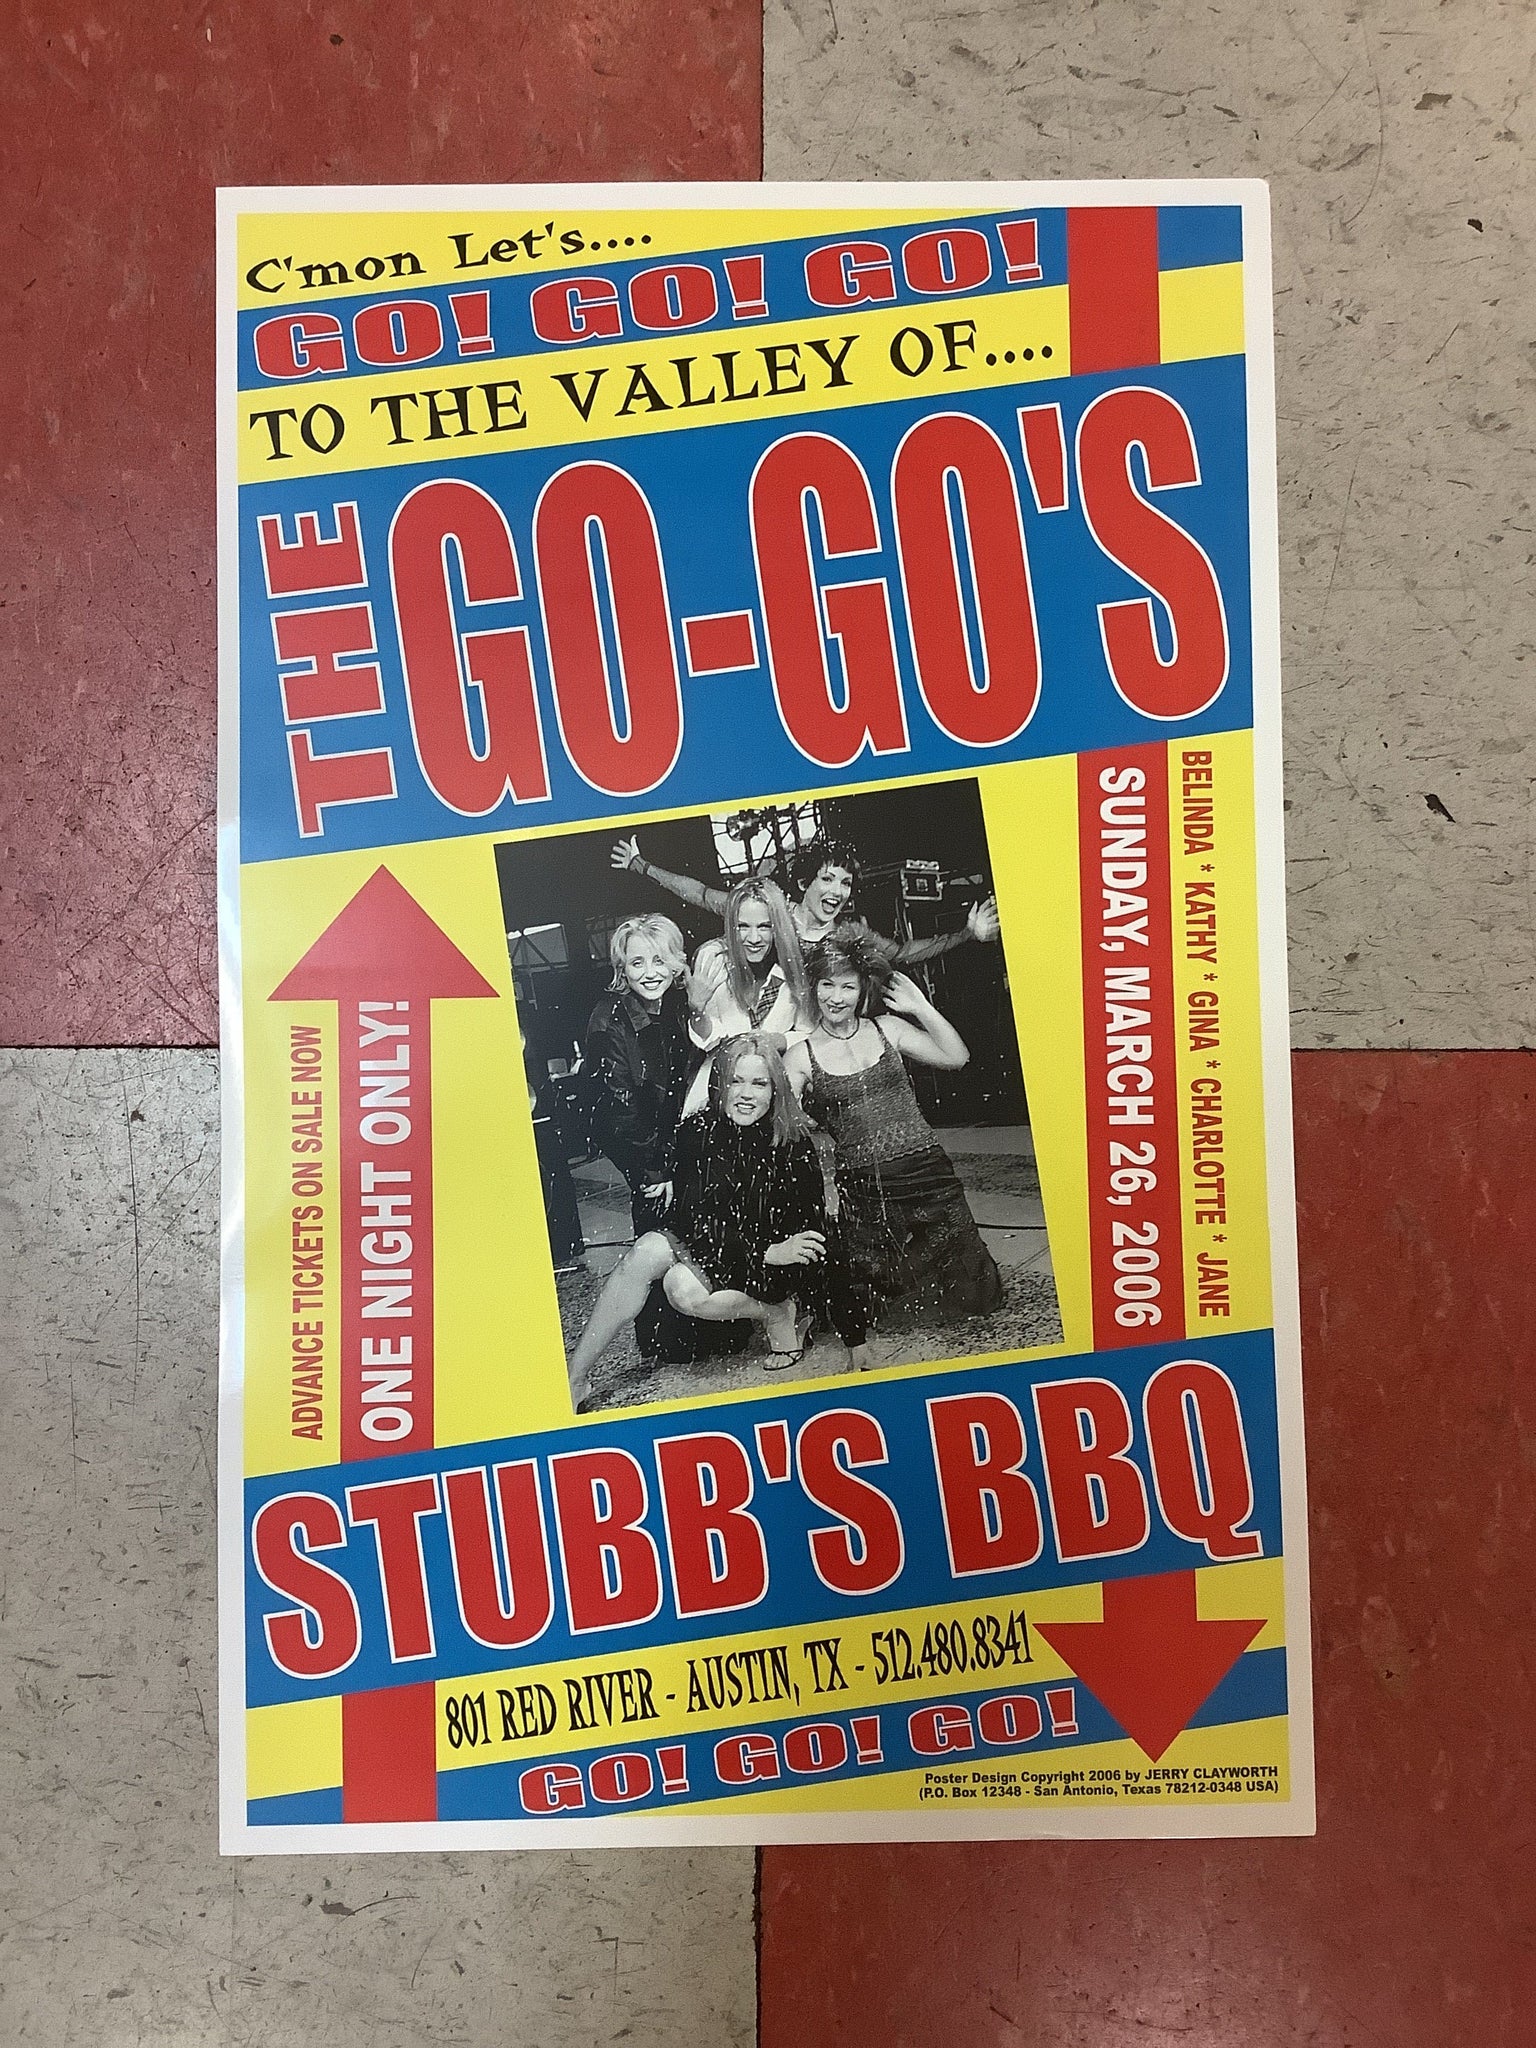 C'mon Let's....
GO! GO! GO!
TO THE VALLEY OF....
THE
GO-GO'S
ADVANCE TICKETS ON SALE NOW
ONE NIGHT ONLY!
SUNDAY, MARCH 26, 2006
BELINDA * KATHY * GINA * CHARLOTTE * JANE
STUBB'S BBQ
801 RED RIVER - AUSTIN, TX - 512.480.8341
GO! GO! GO!
Poster Design Copyright 2006 by JERRY CLAYWORTH
(P.O. Box 12348 - San Antonio, Texas 78212-0348 USA)